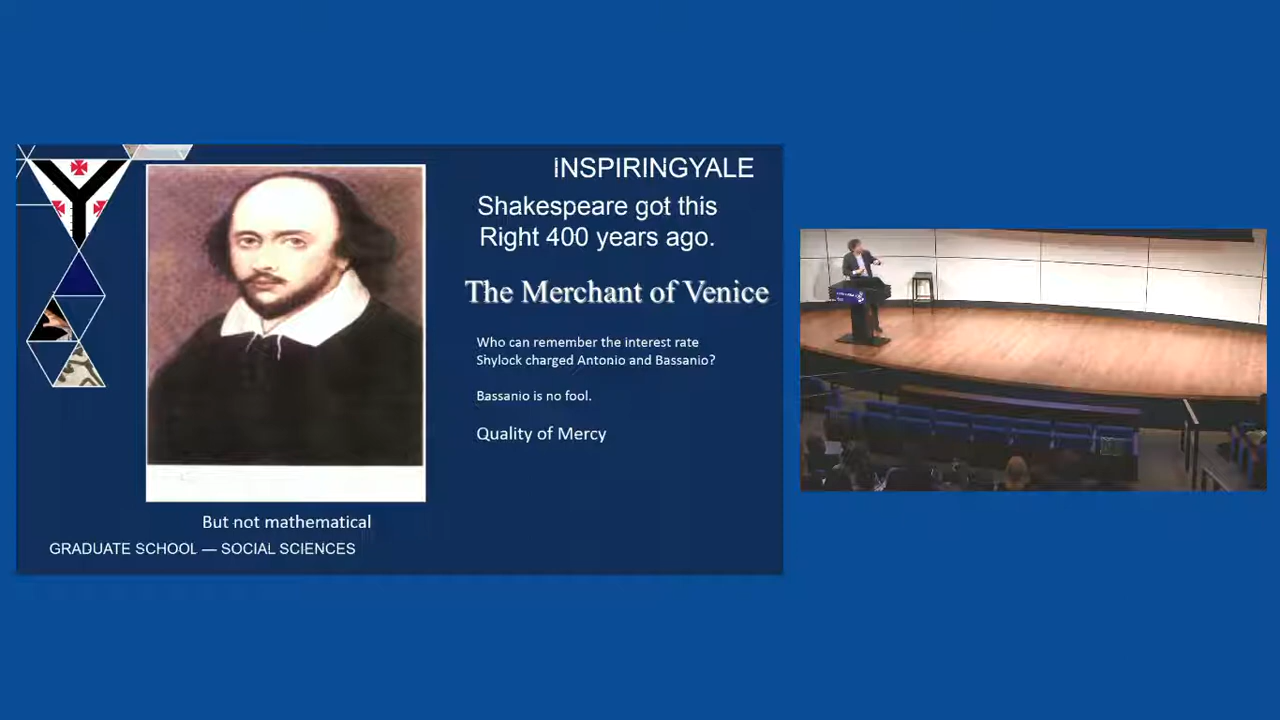 INSPIRINGYALE
Shakespeare got this
Right 400 years ago.
The Merchant of Venice
Who can remember the interest rate
Shylock charged Antonio and Bassanio?
Bassanio is no fool.
Quality of Mercy
But not mathematical
GRADUATE SCHOOL — SOCIAL SCIENCES